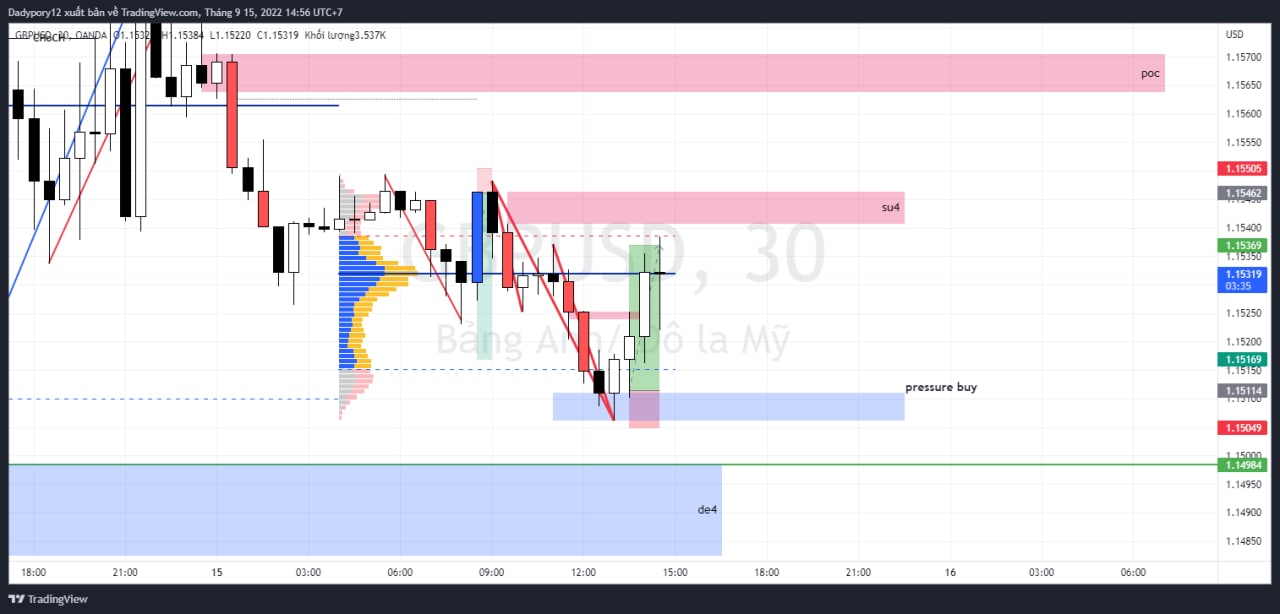 Dadypory12 xuất bản về TradingView.com, Tháng 9 15, 2022 14:56 UTC+7
GBPUSD, 30, OANDA O1.1532 H1.15384 L1.15220 C1.15319 Khối lượng3.537K
CHoCH
USD
1.15700
poc
1.15650
1.15600
1.15550
1.15505
1.15462
su4
1.15400
1.15369
GBPUSD, 30
1.15319
03:35
1.15250
Bảng Anh/ Đô la Mỹ
1.15200
1.15169
1.15150
pressure buy
1.15114
1.15100
1.15049
1.15000
1.14984
1.14950
de4
1.14900
1.14850
18:00 21:00 15 03:00 06:00 09:00 12:00 15:00 18:00 21:00 16 03:00 06:00
TradingView